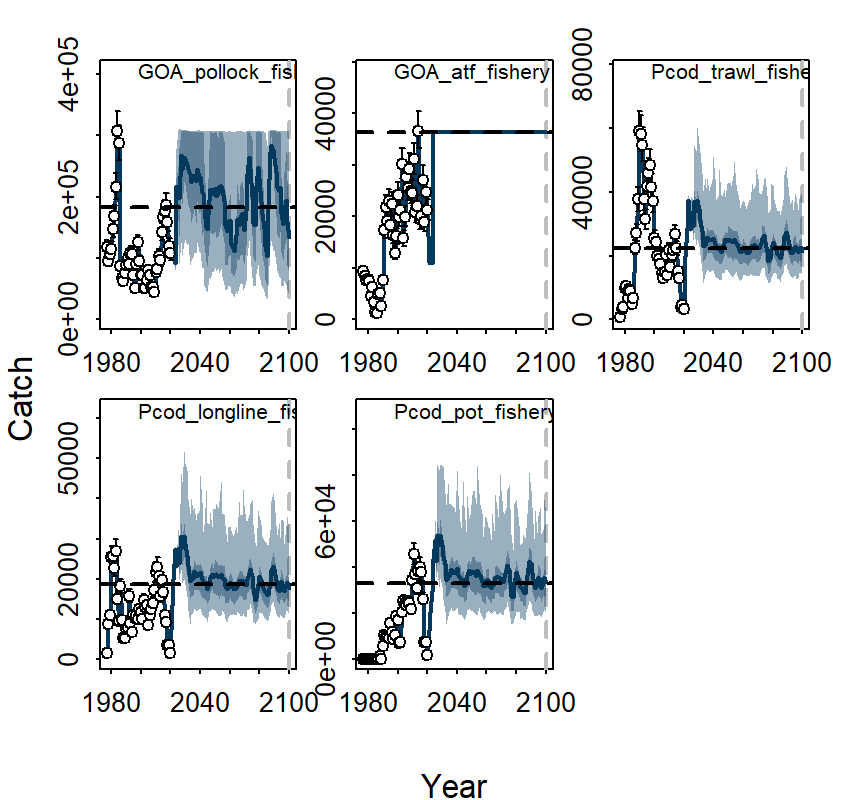 GOA_pollock_fish
GOA_atf_fishery
Pcod_trawl_fishe
0e+00 2e+05 4e+05
0 20000 40000
0 40000 80000
1980 2040 2100
1980 2040 2100
1980 2040 2100
Catch
Pcod_longline_fis
Pcod_pot_fishery
0 20000 50000
0e+00 6e+04
1980 2040 2100
1980 2040 2100
Year